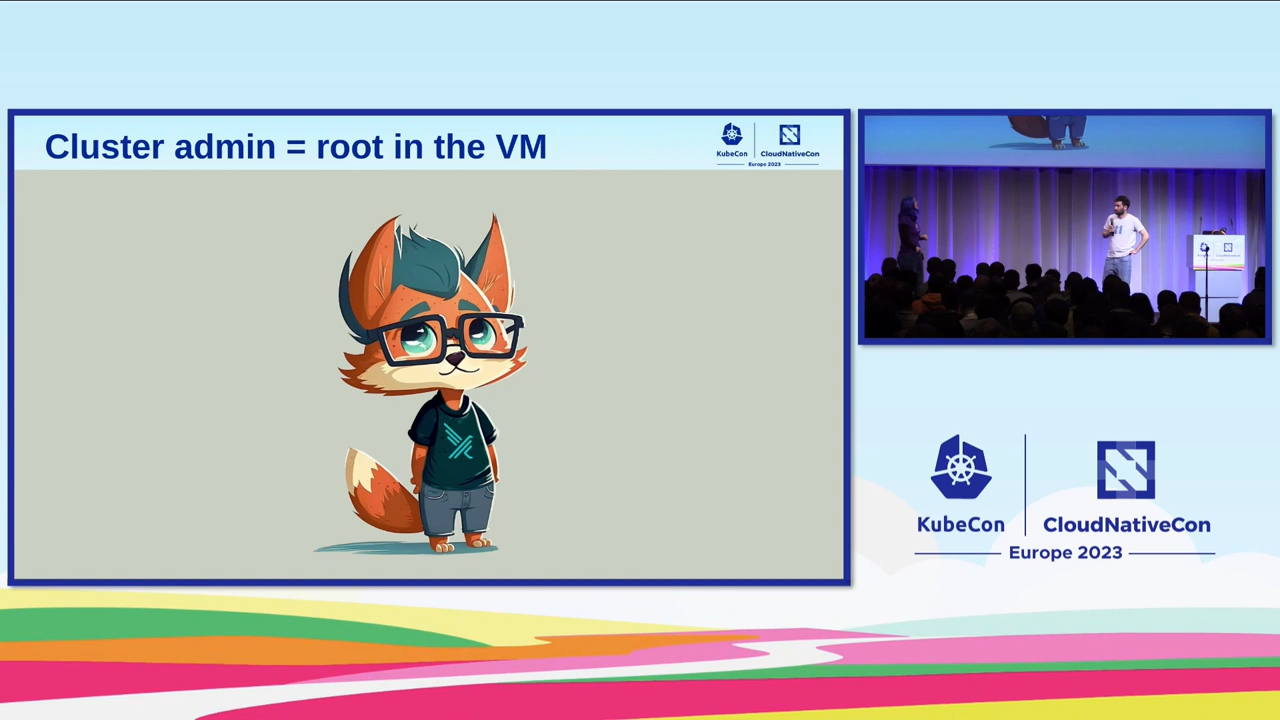 Cluster admin = root in the VM
KubeCon
CloudNativeCon
Europe 2023
KubeCon
CloudNativeCon
Europe 2023